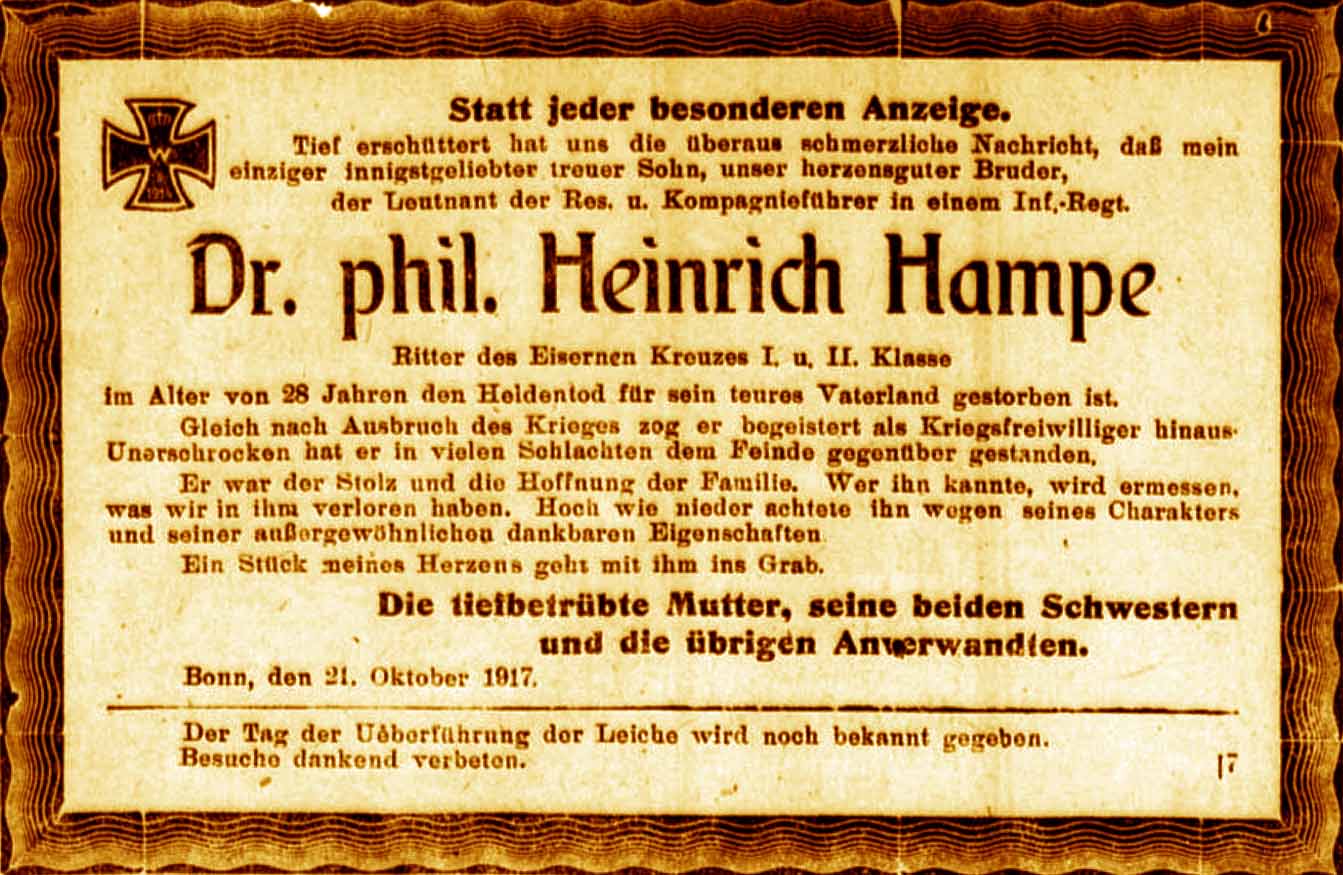 Statt jeder besonderen Anzeige.
W
Tief erschüttert hat uns die überaus schmerzliche Nachricht, daß mein
einziger innigstgeliebter treuer Sohn, unser herzensguter Bruder,
der Leutnant der Res. u. Kompagnieführer in einem Inf.-Regt.
Dr. phil. Heinrich Hampe
Ritter des Eisernen Kreuzes I. u. II. Klasse
im Alter von 28 Jahren den Heldentod für sein teures Vaterland gestorben ist.
Gleich nach Ausbruch des Krieges zog er begeistert als Kriegsfreiwilliger hinaus.
Unerschrocken hat er in vielen Schlachten dem Feinde gegenüber gestanden.
Er war der Stolz und die Hoffnung der Familie. Wer ihn kannte, wird ermessen,
was wir in ihm verloren haben. Hoch wie nieder achtete ihn wegen seines Charakters
und seiner außergewöhnlichen dankbaren Eigenschaften
Ein Stück meines Herzens geht mit ihm ins Grab.
Die tiefbetrübte Mutter, seine beiden Schwestern
und die übrigen Anverwandten.
Bonn, den 21. Oktober 1917.
Der Tag der Ueberführung der Leiche wird noch bekannt gegeben.
Besuche dankend verbeten.
17